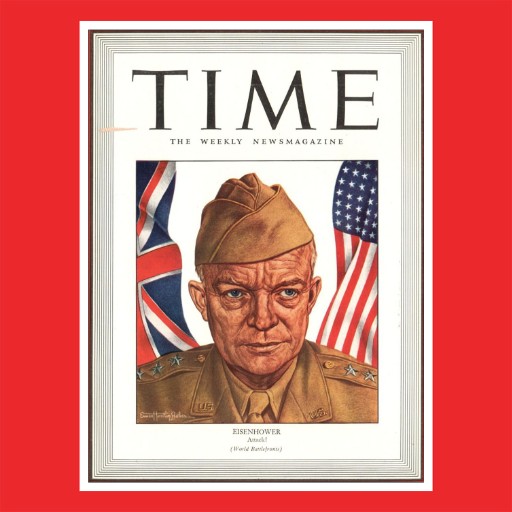 TIME
THE WEEKLY NEWSMAGAZINE
U.S.
EISENHOWER
Attack!
(World Battlefronts)